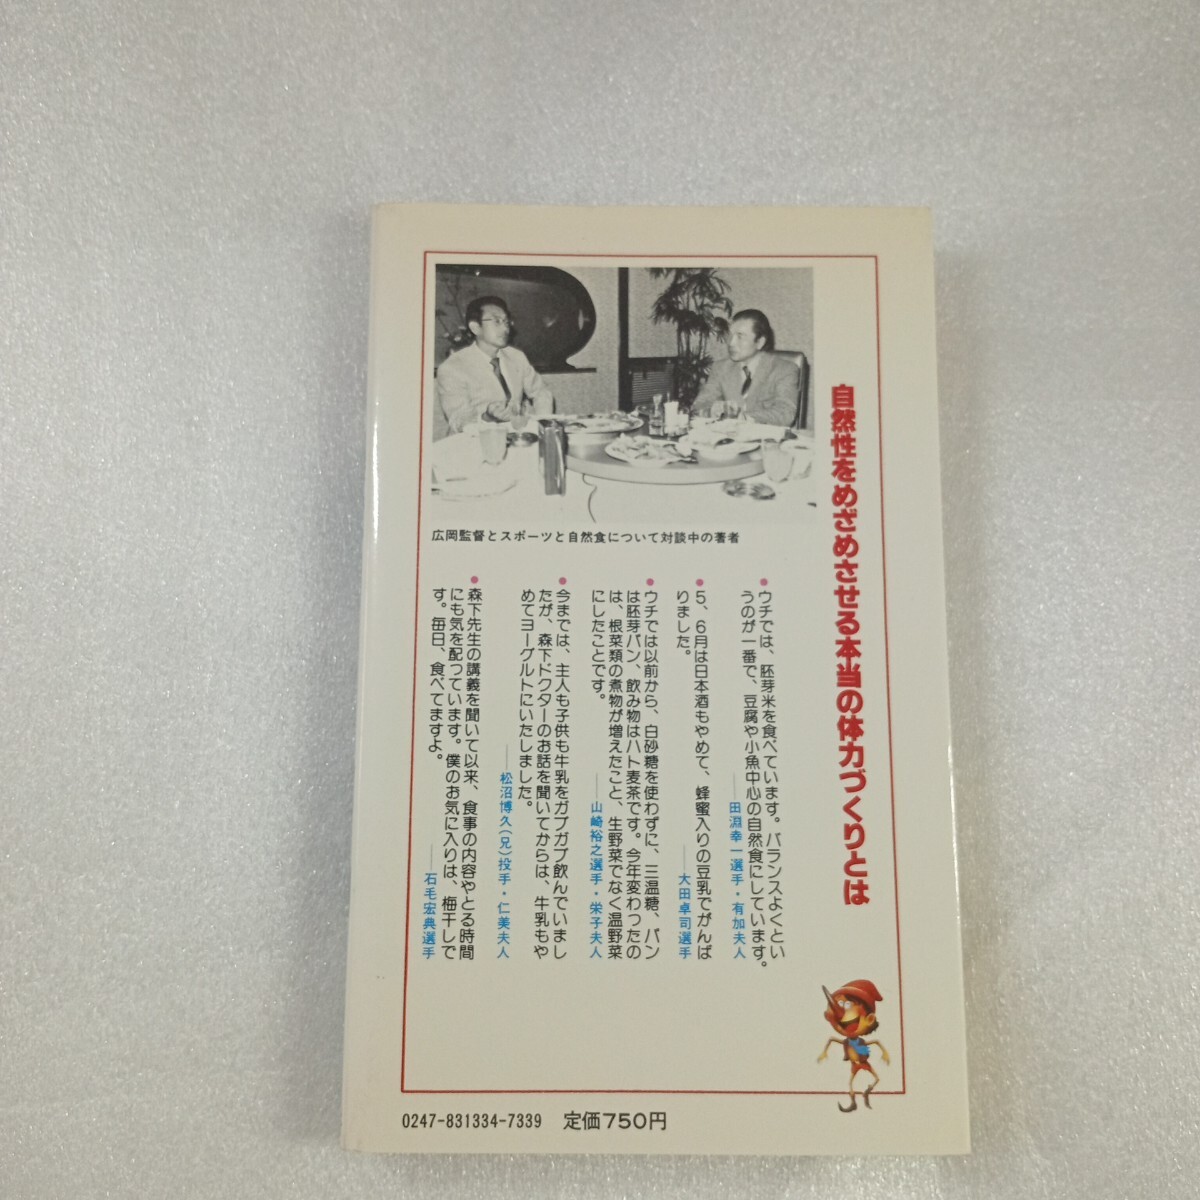 自然性をめざめさせる本当の体力づくりとは
広岡監督とスポーツと自然食について対談中の著者
●ウチでは、胚芽米を食べています。バランスよくとい
うのが一番で、豆腐や小魚中心の自然食にしています。
──田淵幸一選手・有加夫人
●5、6月は日本酒もやめて、蜂蜜入りの豆乳でがんば
りました。
──大田卓司選手
●ウチでは以前から、白砂糖を使わずに、三温糖、パン
は胚芽パン、飲み物はハト麦茶です。今年変わったの
は、根菜類の煮物が増えたこと、生野菜でなく温野菜
にしたことです。
──山崎裕之選手・栄子夫人
●今までは、主人も子供も牛乳をガブガブ飲んでいまし
たが、森下ドクターのお話を聞いてからは、牛乳もや
めてヨーグルトにいたしました。
──松沼博久(兄)投手・仁美夫人
●森下先生の講義を聞いて以来、食事の内容やとる時間
にも気を配つています。僕のお気に入りは、梅干しで
す。毎日、食べてますよ。
──石毛宏典選手
0247-831334-7339 定価750円